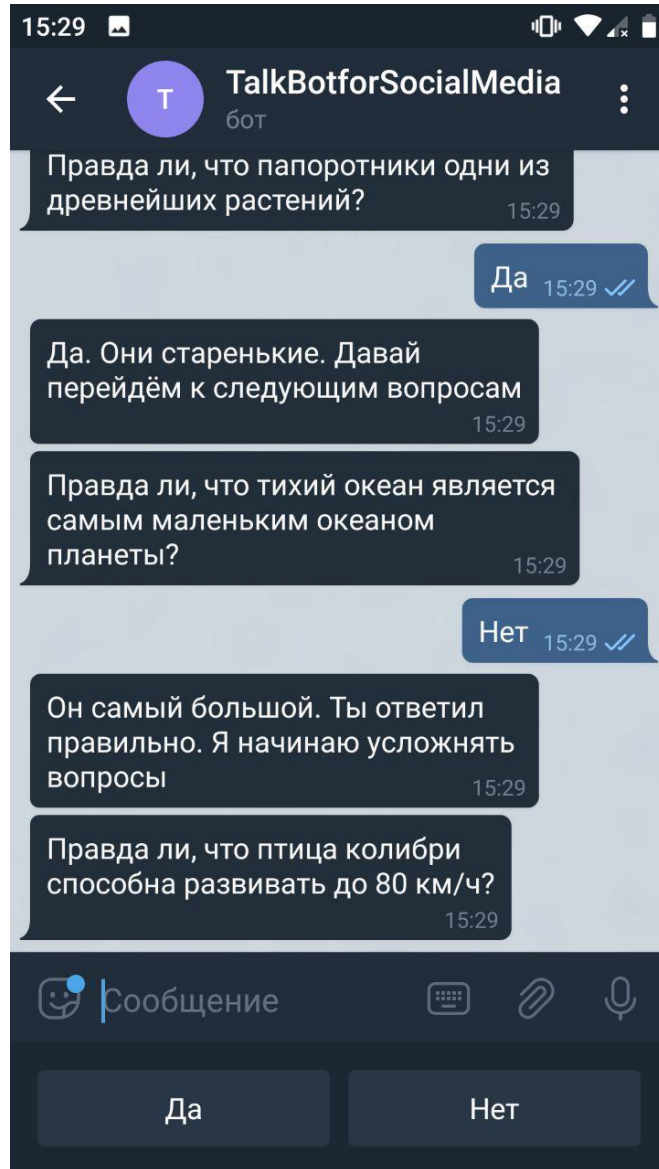 15:29
T
TalkBotforSocialMedia
бот
Правда ли, что папоротники одни из
древнейших растений?
15:29
Да 15:29
Да. Они старенькие. Давай
перейдём к следующим вопросам
15:29
Правда ли, что тихий океан является
самым маленьким океаном
планеты?
15:29
Нет 15:29
Он самый большой. Ты ответил
правильно. Я начинаю усложнять
вопросы
15:29
Правда ли, что птица колибри
способна развивать до 80 км/ч?
15:29
Сообщение
Да
Нет